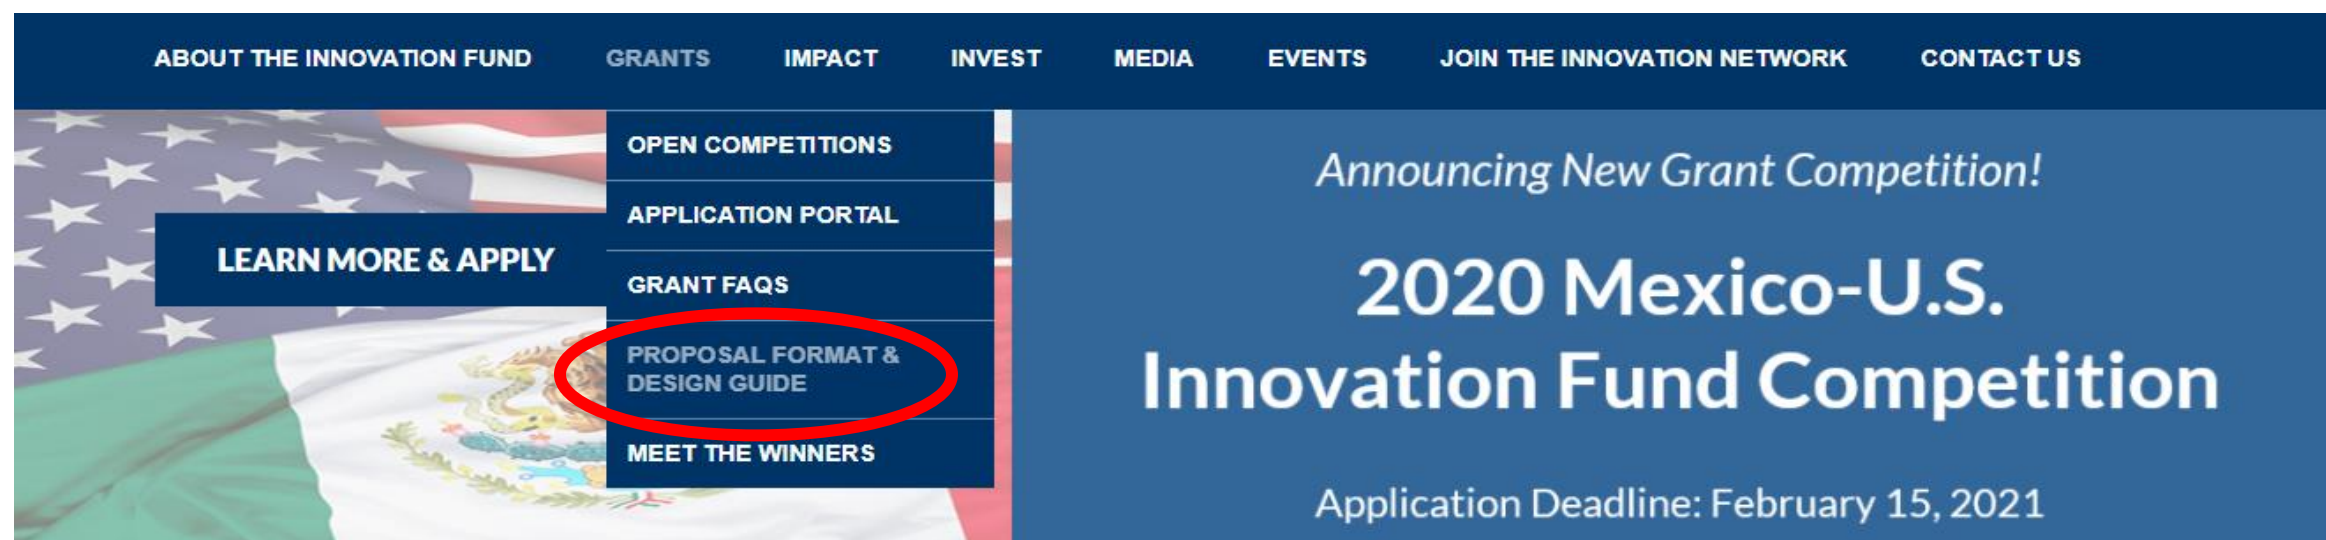 ABOUT THE INNOVATION FUND GRANTS IMPACT INVEST MEDIA EVENTS JOIN THE INNOVATION NETWORK CONTACT US
OPEN COMPETITIONS
APPLICATION PORTAL
GRANT FAQS
PROPOSAL FORMAT &
DESIGN GUIDE
MEET THE WINNERS
LEARN MORE & APPLY
Announcing New Grant Competition!
2020 Mexico-U.S.
Innovation Fund Competition
Application Deadline: February 15, 2021